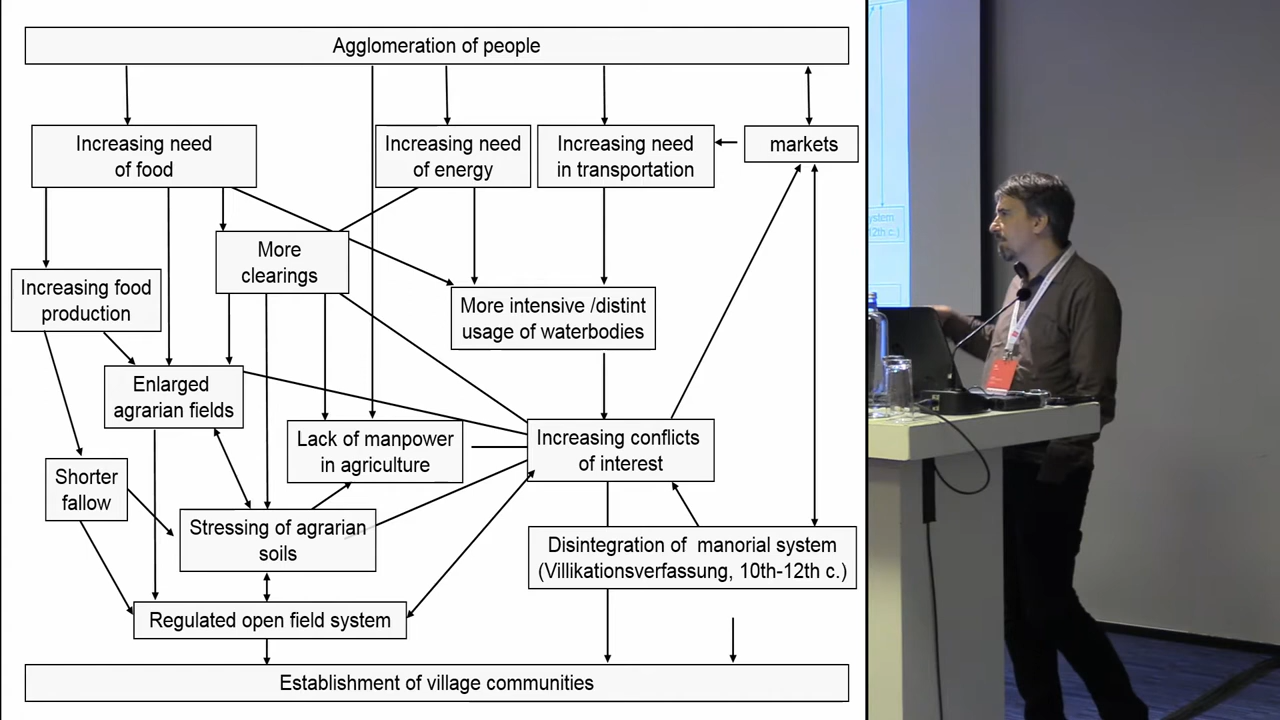 Agglomeration of people
Increasing need
of food
Increasing need
of energy
Increasing need
in transportation
markets
More
clearings
Increasing food
production
More intensive /distint
usage of waterbodies
Enlarged
agrarian fields
Lack of manpower
in agriculture
Increasing conflicts
of interest
Shorter
fallow
Stressing of agrarian
soils
Disintegration of manorial system
(Villikationsverfassung, 10th-12th c.)
Regulated open field system
Establishment of village communities
ystem
12th c.)